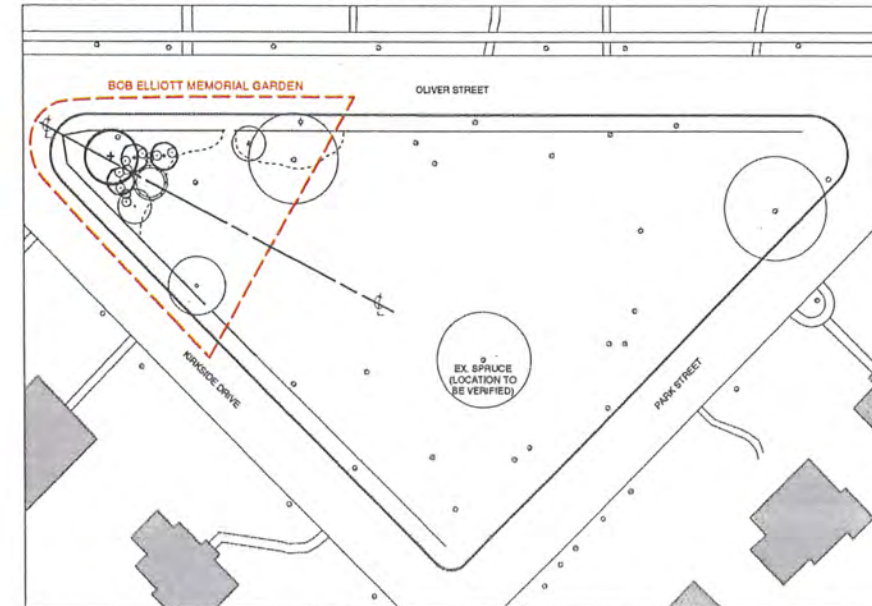 BOB ELLIOTT MEMORIAL GARDEN
OLIVER STREET
KIRKSIDE DRIVE
EX. SPRUCE
(LOCATION TO
BE VERIFIED)
PARK STREET